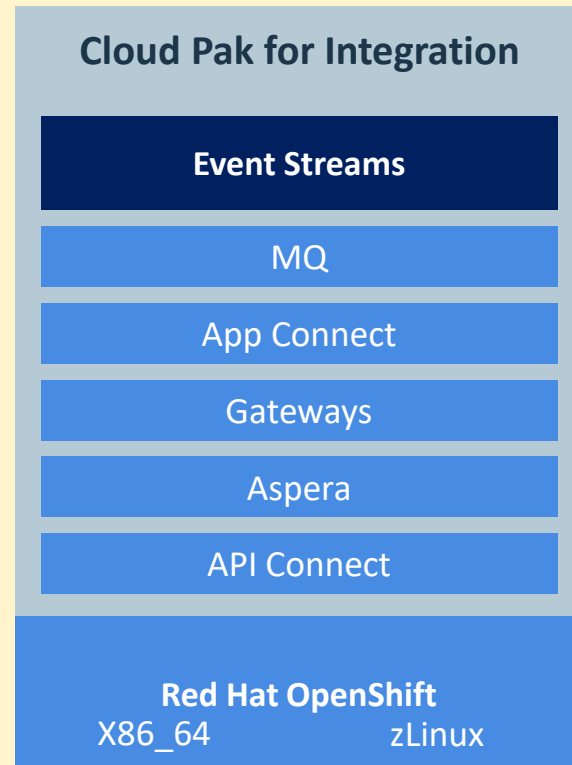 Cloud Pak for Integration
Event Streams
MQ
App Connect
Gateways
Aspera
API Connect
Red Hat OpenShift
X86_64 zLinux